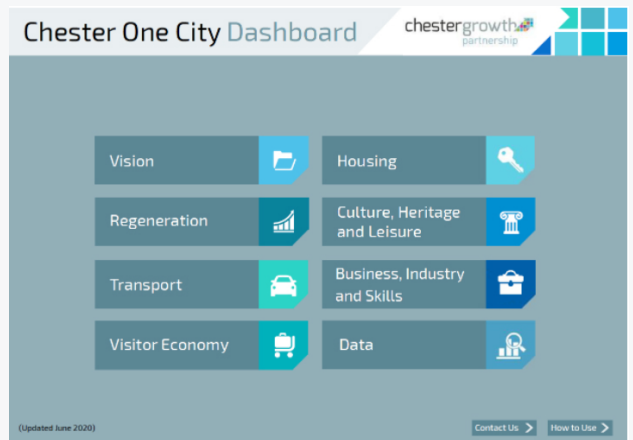 Chester One City Dashboard
chestergrowth
partnership
Vision
Housing
Regeneration
Culture, Heritage
and Leisure
Transport
Business, Industry
and Skills
Visitor Economy
Data
(Updated June 2020)
Contact Us
How to Use